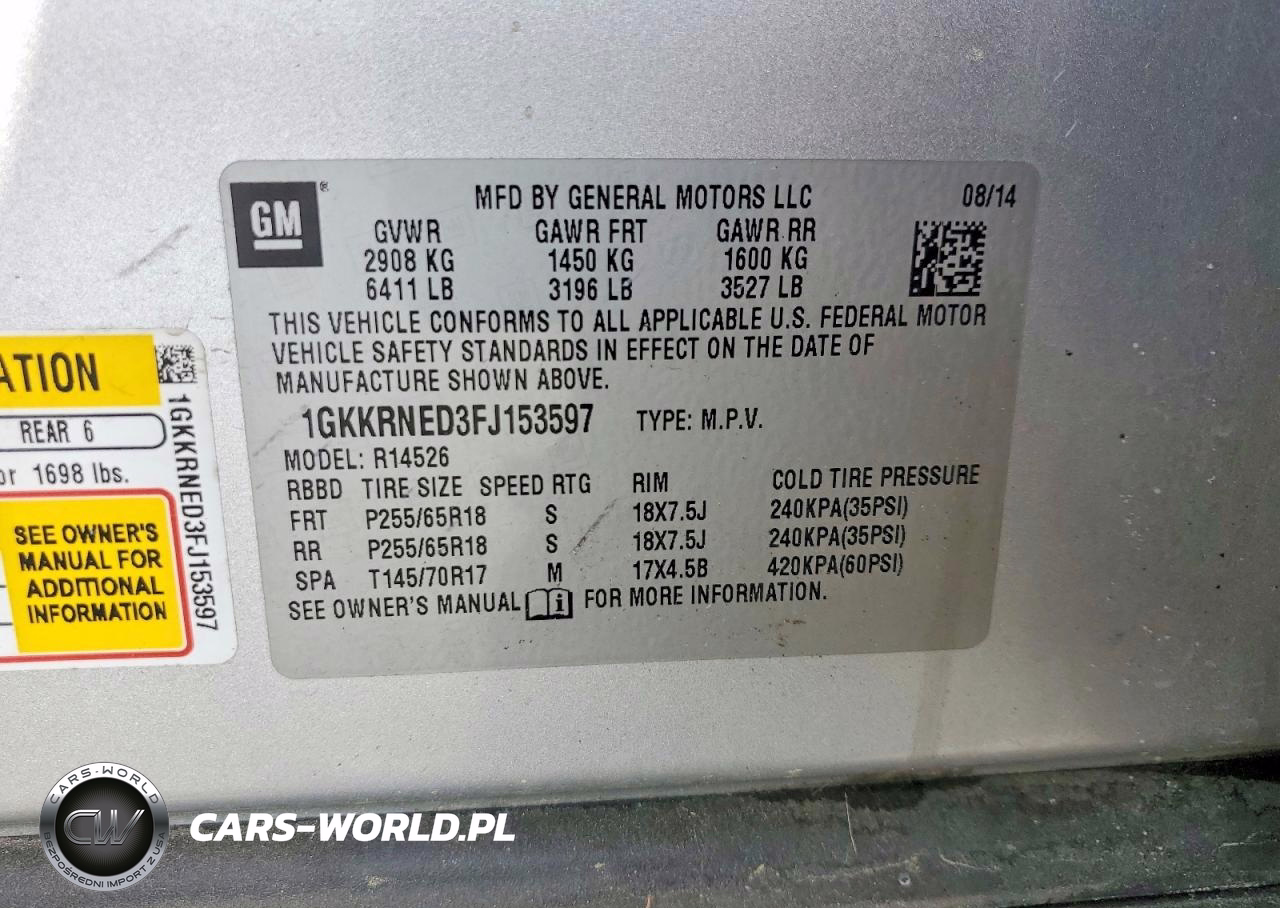 GM®
MFD BY GENERAL MOTORS LLC 08/14
GVWR GAWR FRT GAWR RR
2908 KG 1450 KG 1600 KG
6411 LB 3196 LB 3527 LB
THIS VEHICLE CONFORMS TO ALL APPLICABLE U.S. FEDERAL MOTOR
VEHICLE SAFETY STANDARDS IN EFFECT ON THE DATE OF
MANUFACTURE SHOWN ABOVE.
1GKKRNED3FJ153597 TYPE: M.P.V.
MODEL: R14526
RBBD TIRE SIZE SPEED RTG RIM COLD TIRE PRESSURE
FRT P255/65R18 S 18X7.5J 240KPA(35PSI)
RR P255/65R18 S 18X7.5J 240KPA(35PSI)
SPA T145/70R17 M 17X4.5B 420KPA(60PSI)
SEE OWNER'S MANUAL i FOR MORE INFORMATION.
ATION
REAR 6
or 1698 lbs.
SEE OWNER'S
MANUAL FOR
ADDITIONAL
INFORMATION
1GKKRNED3FJ153597
CARS-WORLD
CW
BEZPOŚREDNI IMPORT Z USA
CARS-WORLD.PL